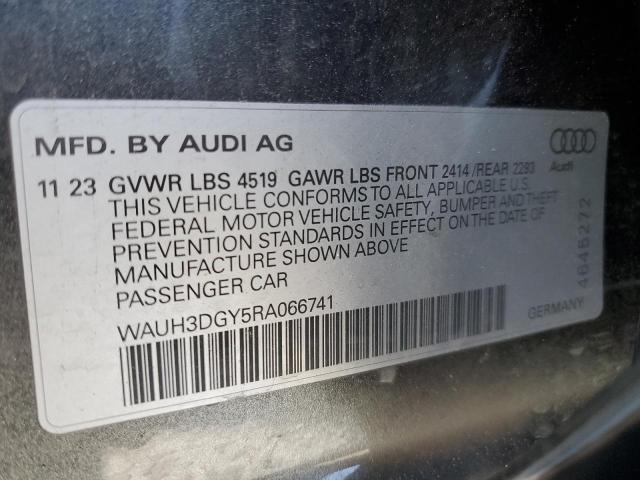 MFD. BY AUDI AG
11 23 GVWR LBS 4519 GAWR LBS FRONT 2414 /REAR 2293
THIS VEHICLE CONFORMS TO ALL APPLICABLE U.S.
FEDERAL MOTOR VEHICLE SAFETY, BUMPER AND THEFT
PREVENTION STANDARDS IN EFFECT ON THE DATE OF
MANUFACTURE SHOWN ABOVE
PASSENGER CAR
WAUH3DGY5RA066741
Audi
4645272
GERMANY